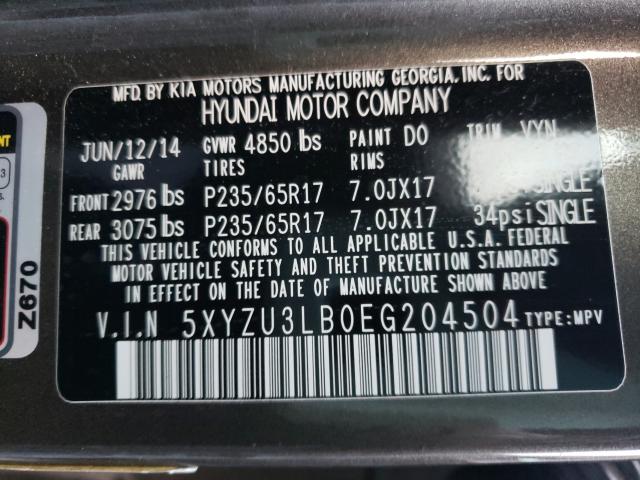 MFD. BY KIA MOTORS MANUFACTURING GEORGIA, INC. FOR
HYUNDAI MOTOR COMPANY
JUN/12/14 GVWR 4850 lbs PAINT DO TRIM VYN
GAWR TIRES RIMS
FRONT 2976 lbs P235/65R17 7.0JX17 SINGLE
REAR 3075 lbs P235/65R17 7.0JX17 34psi SINGLE
THIS VEHICLE CONFORMS TO ALL APPLICABLE U.S.A. FEDERAL
MOTOR VEHICLE SAFETY AND THEFT PREVENTION STANDARDS
IN EFFECT ON THE DATE OF MANUFACTURE SHOWN ABOVE
V.I.N 5XYZU3LB0EG204504 TYPE:MPV
Z670
3